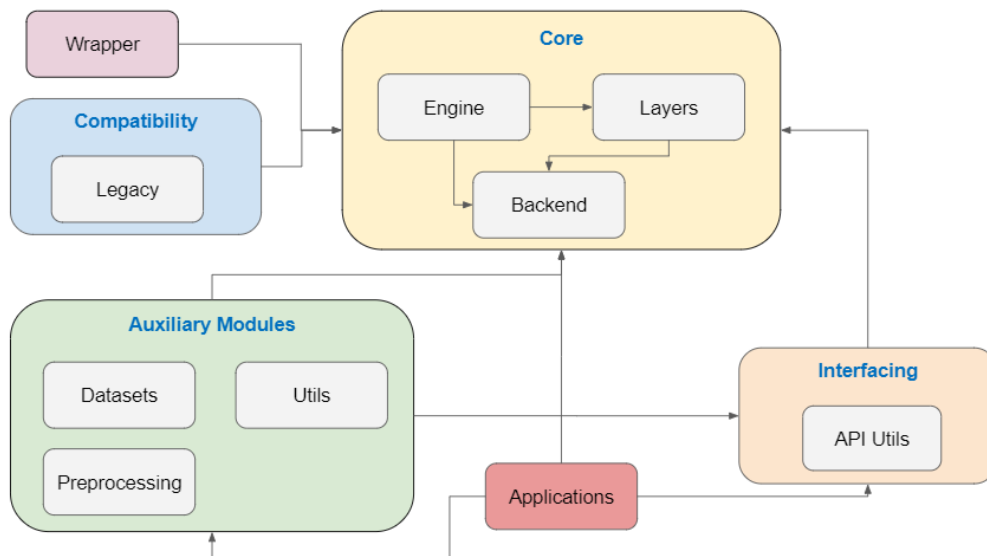 Wrapper
Core
Engine
Layers
Compatibility
Legacy
Backend
Auxiliary Modules
Datasets
Utils
Interfacing
API Utils
Preprocessing
Applications